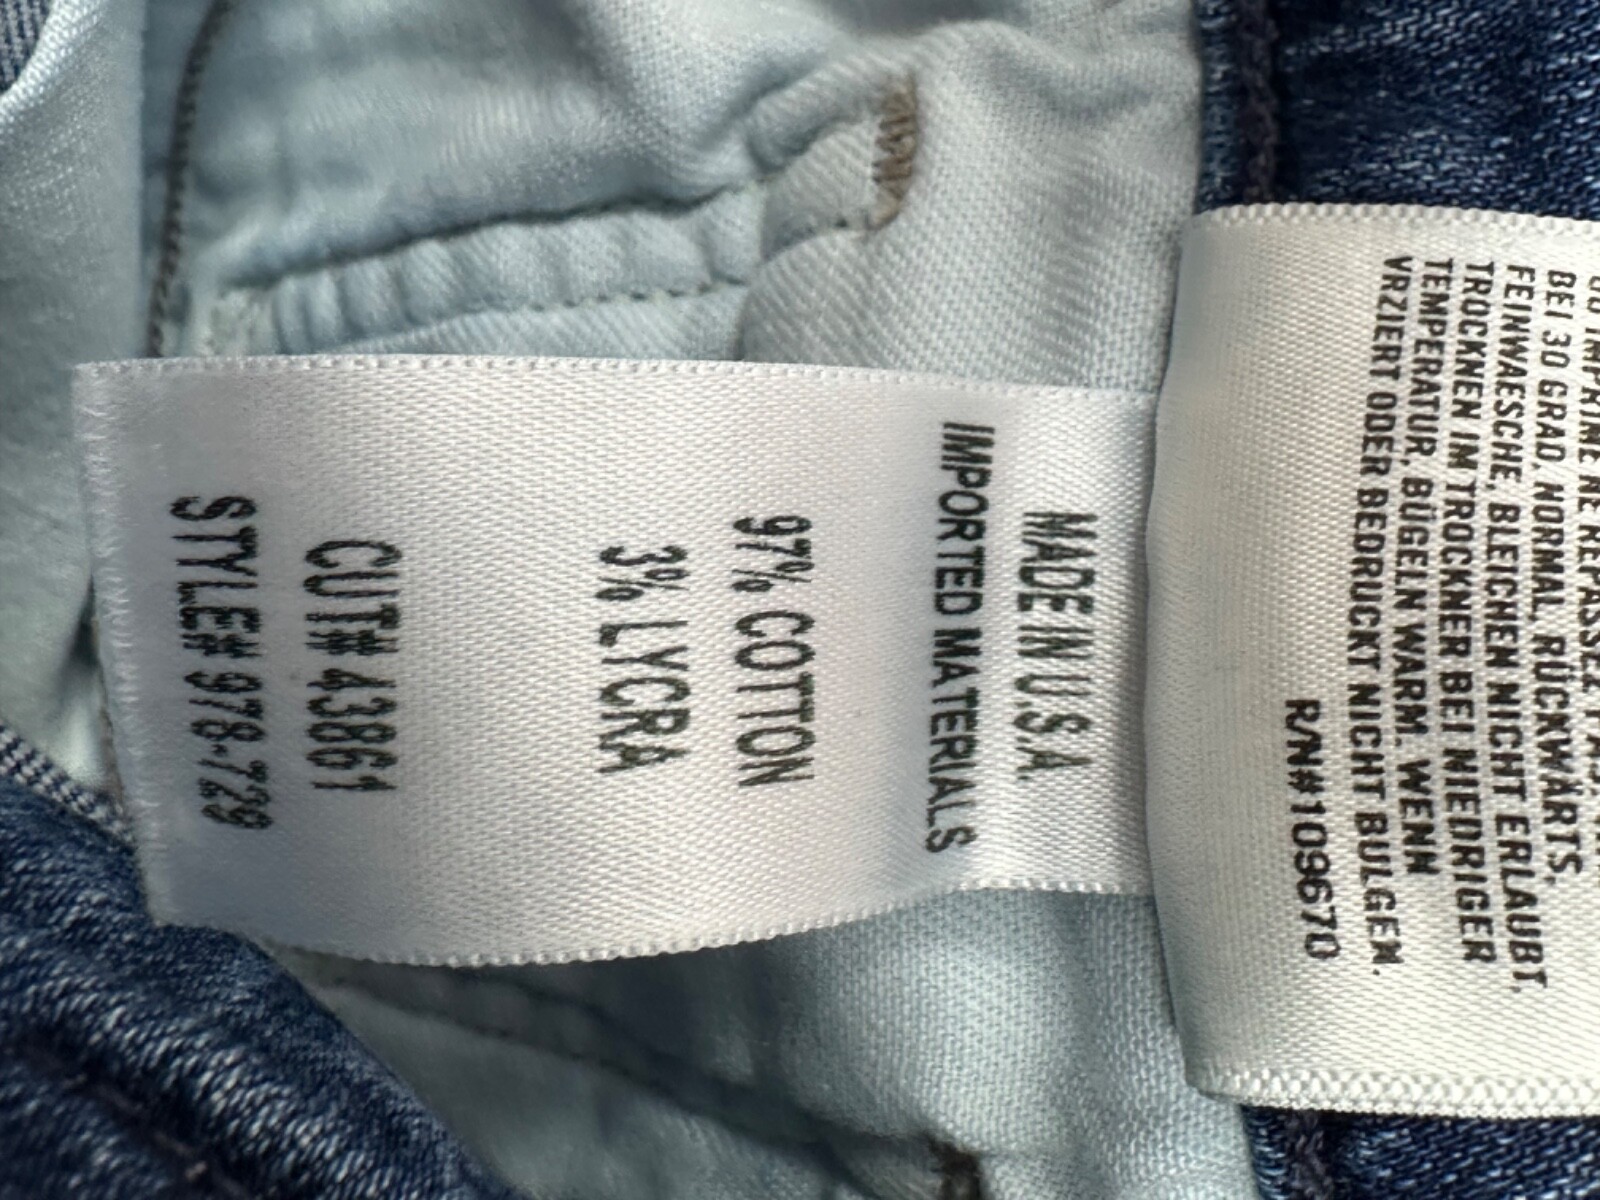 MADE IN U.S.A.
IMPORTED MATERIALS
97% COTTON
3% LYCRA
CUT# 43861
STYLE# 978-729
BEI 30 GRAD, NORMAL, RÜCKWÄRTS,
FEINWAESCHE, BLEICHEN NICHT ERLAUBT,
TROCKNEN IM TROCKNER BEI NIEDRIGER
TEMPERATUR, BÜGELN WARM. WENN
VRZIERT ODER BEDRUCKT NICHT BULGEN.
R/N#109670